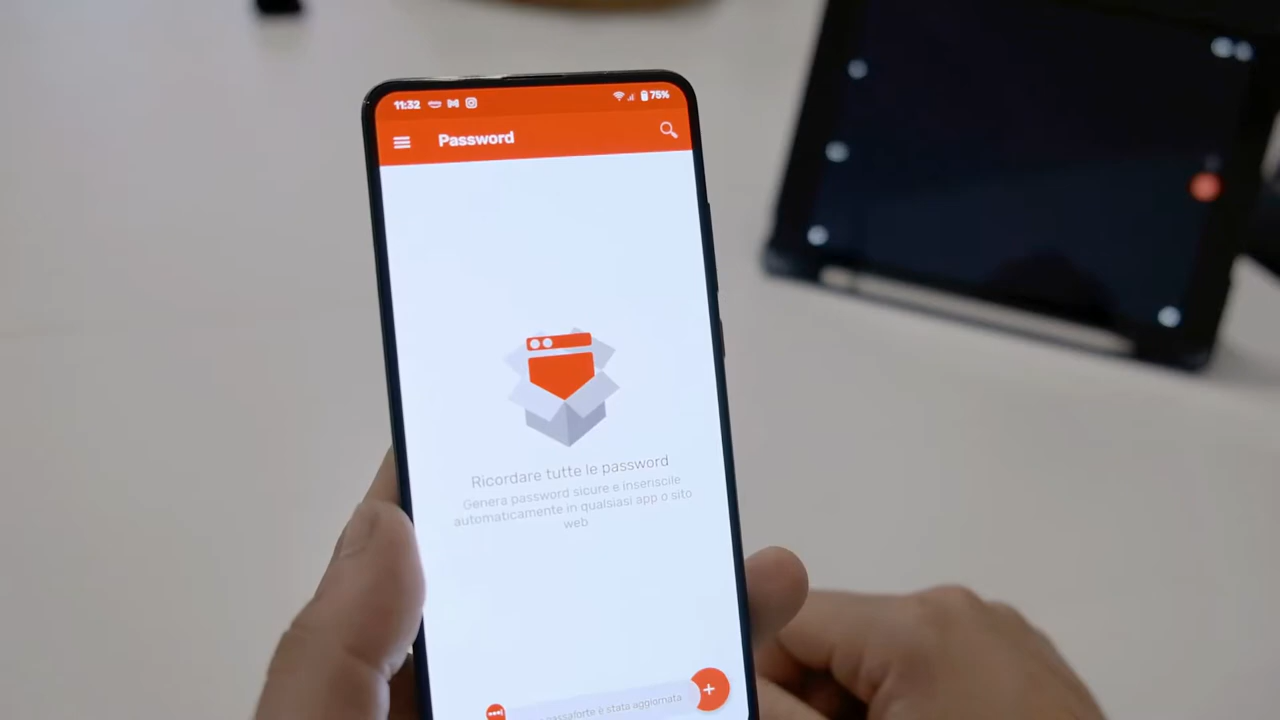 11:32 75%
Password
Ricordare tutte le password
Genera password sicure e inseriscile
automaticamente in qualsiasi app o sito
web
passaforte è stata aggiornata